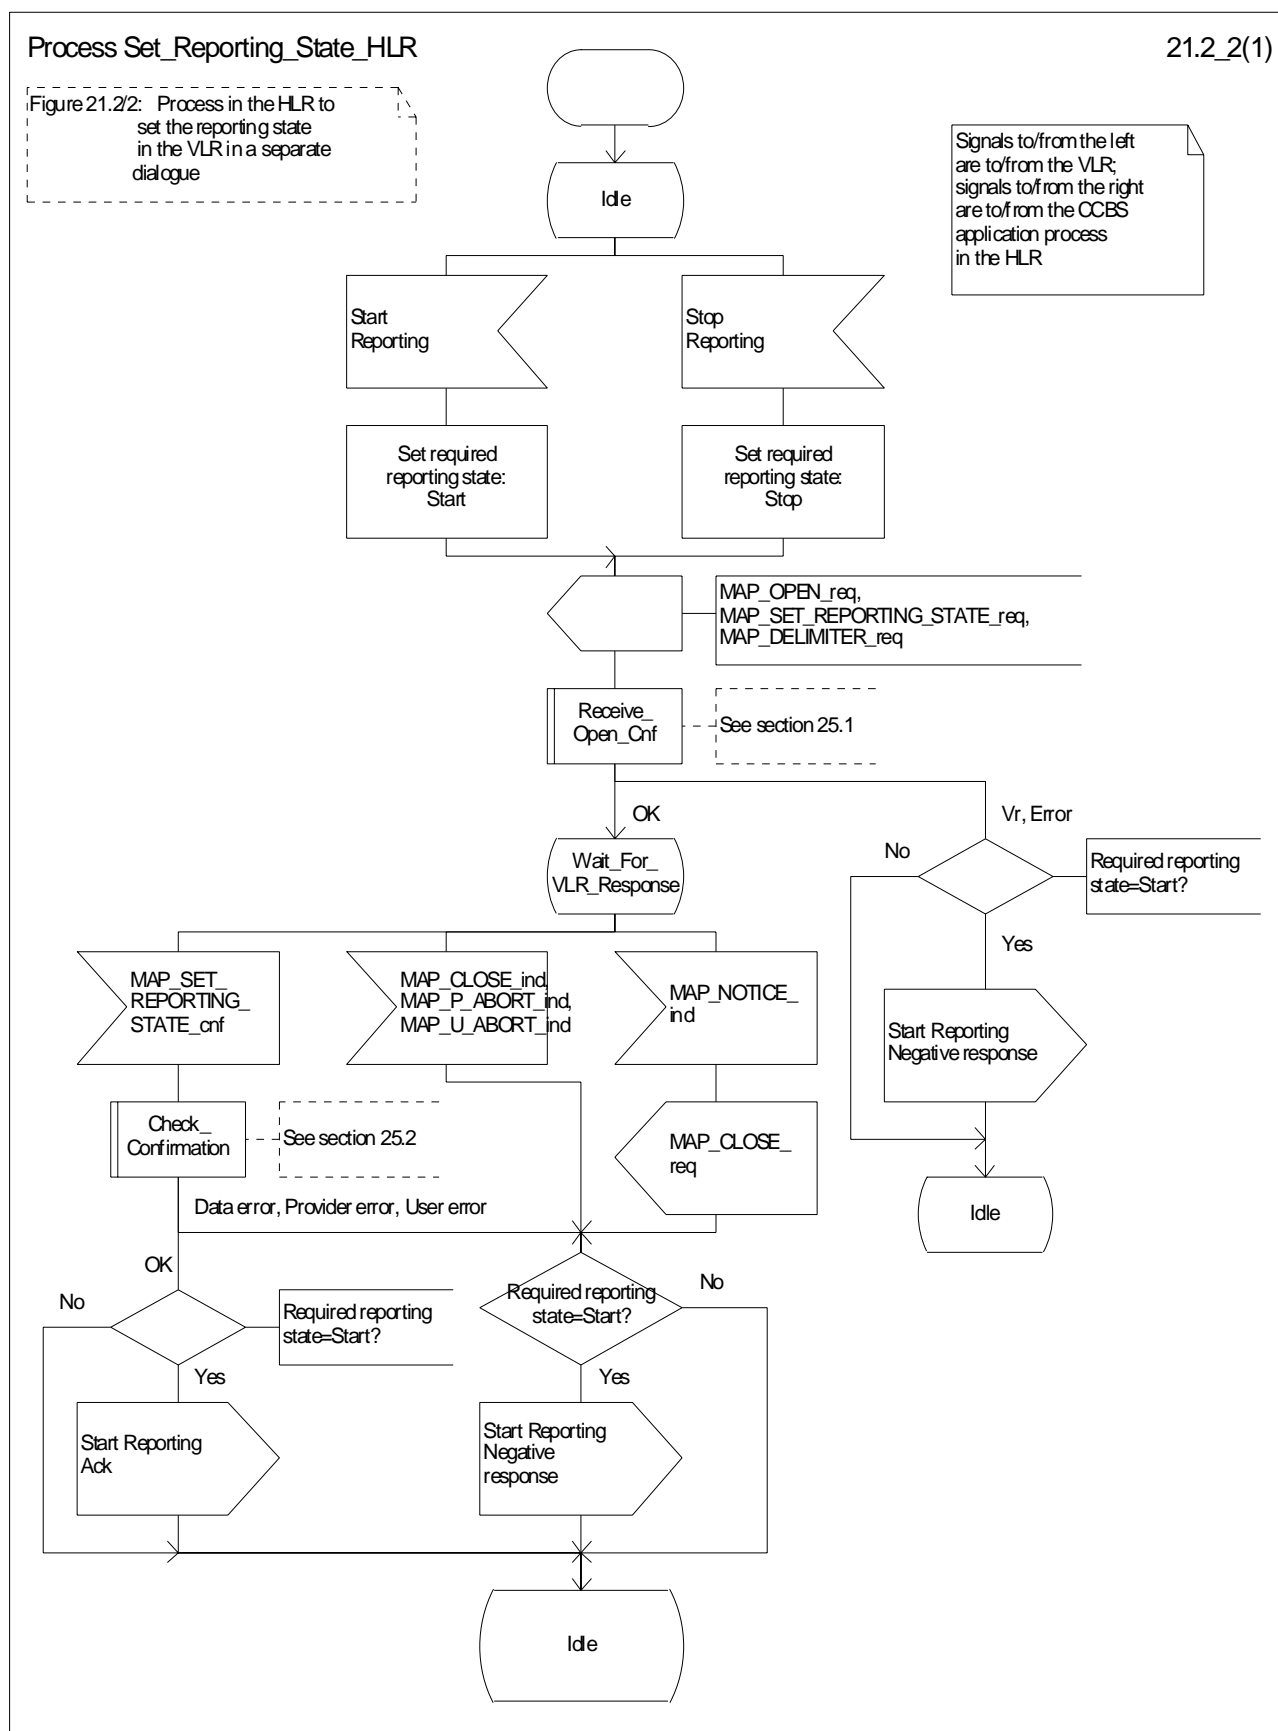 Process Set_Reporting_State_HLR
21.2_2(1)
Figure 21.2/2: Process in the HLR to
set the reporting state
in the VLR in a separate
dialogue
Signals to/from the left
are to/from the VLR;
signals to/from the right
are to/from the CCBS
application process
in the HLR
Idle
Start
Reporting
Stop
Reporting
Set required
reporting state:
Start
Set required
reporting state:
Stop
MAP_OPEN_req,
MAP_SET_REPORTING_STATE_req,
MAP_DELIMITER_req
Receive_
Open_Cnf
See section 25.1
OK
Vr, Error
Wait_For_
VLR_Response
No
Required reporting
state=Start?
Yes
MAP_SET_
REPORTING_
STATE_cnf
MAP_CLOSE_ind,
MAP_P_ABORT_ind,
MAP_U_ABORT_ind
MAP_NOTICE_
ind
Start Reporting
Negative response
Check_
Confirmation
See section 25.2
MAP_CLOSE_
req
Data error, Provider error, User error
Idle
OK
No
Required reporting
state=Start?
Required reporting
state=Start?
No
Yes
Yes
Start Reporting
Ack
Start Reporting
Negative
response
Idle